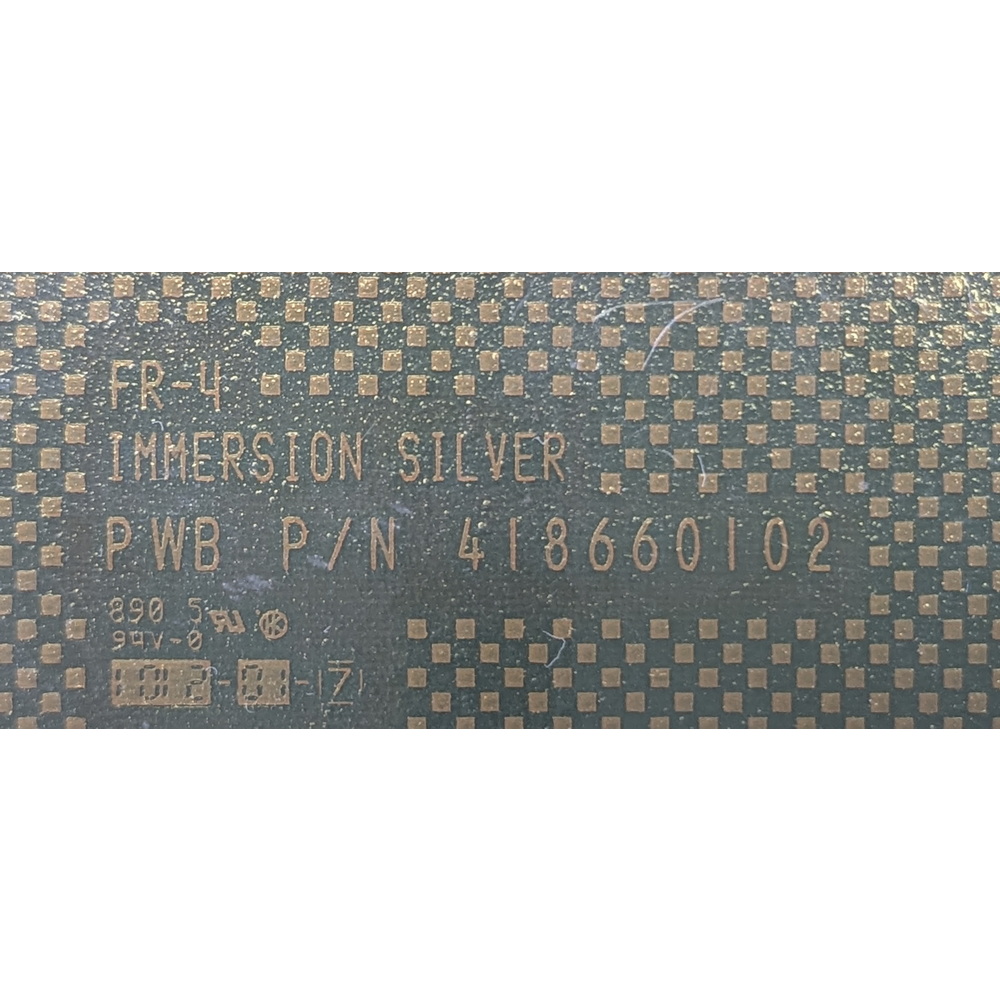 FR-4
IMMERSION SILVER
PWB P/N 418660102
890 5
94V-0